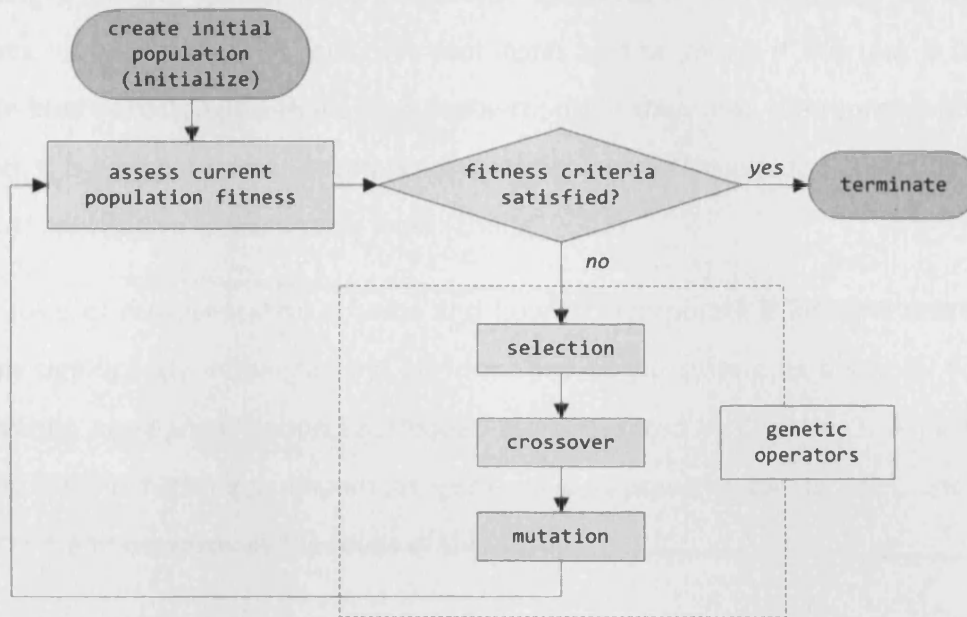 create initial
population
(initialize)
assess current
population fitness
fitness criteria
satisfied?
yes
terminate
no
selection
crossover
genetic
operators
mutation